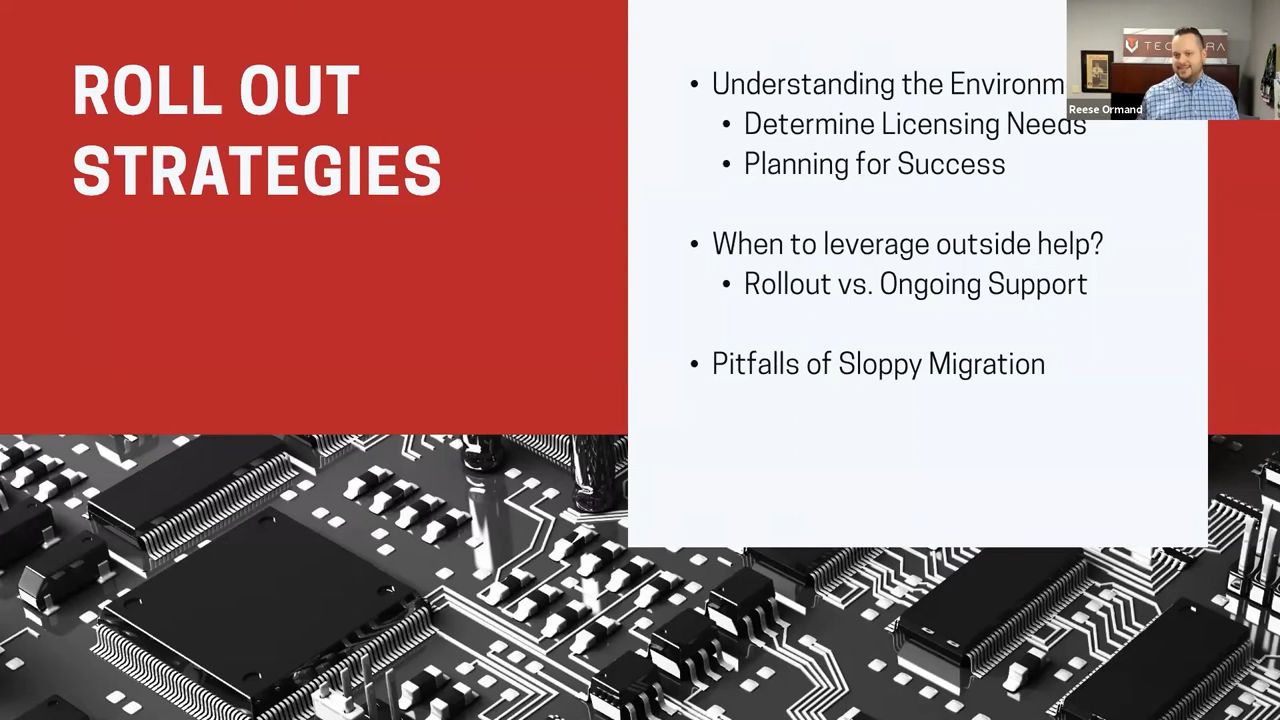 ROLL OUT
STRATEGIES
• Understanding the Environm
• Determine Licensing Needs
• Planning for Success
• When to leverage outside help?
• Rollout vs. Ongoing Support
• Pitfalls of Sloppy Migration
Reese Ormand